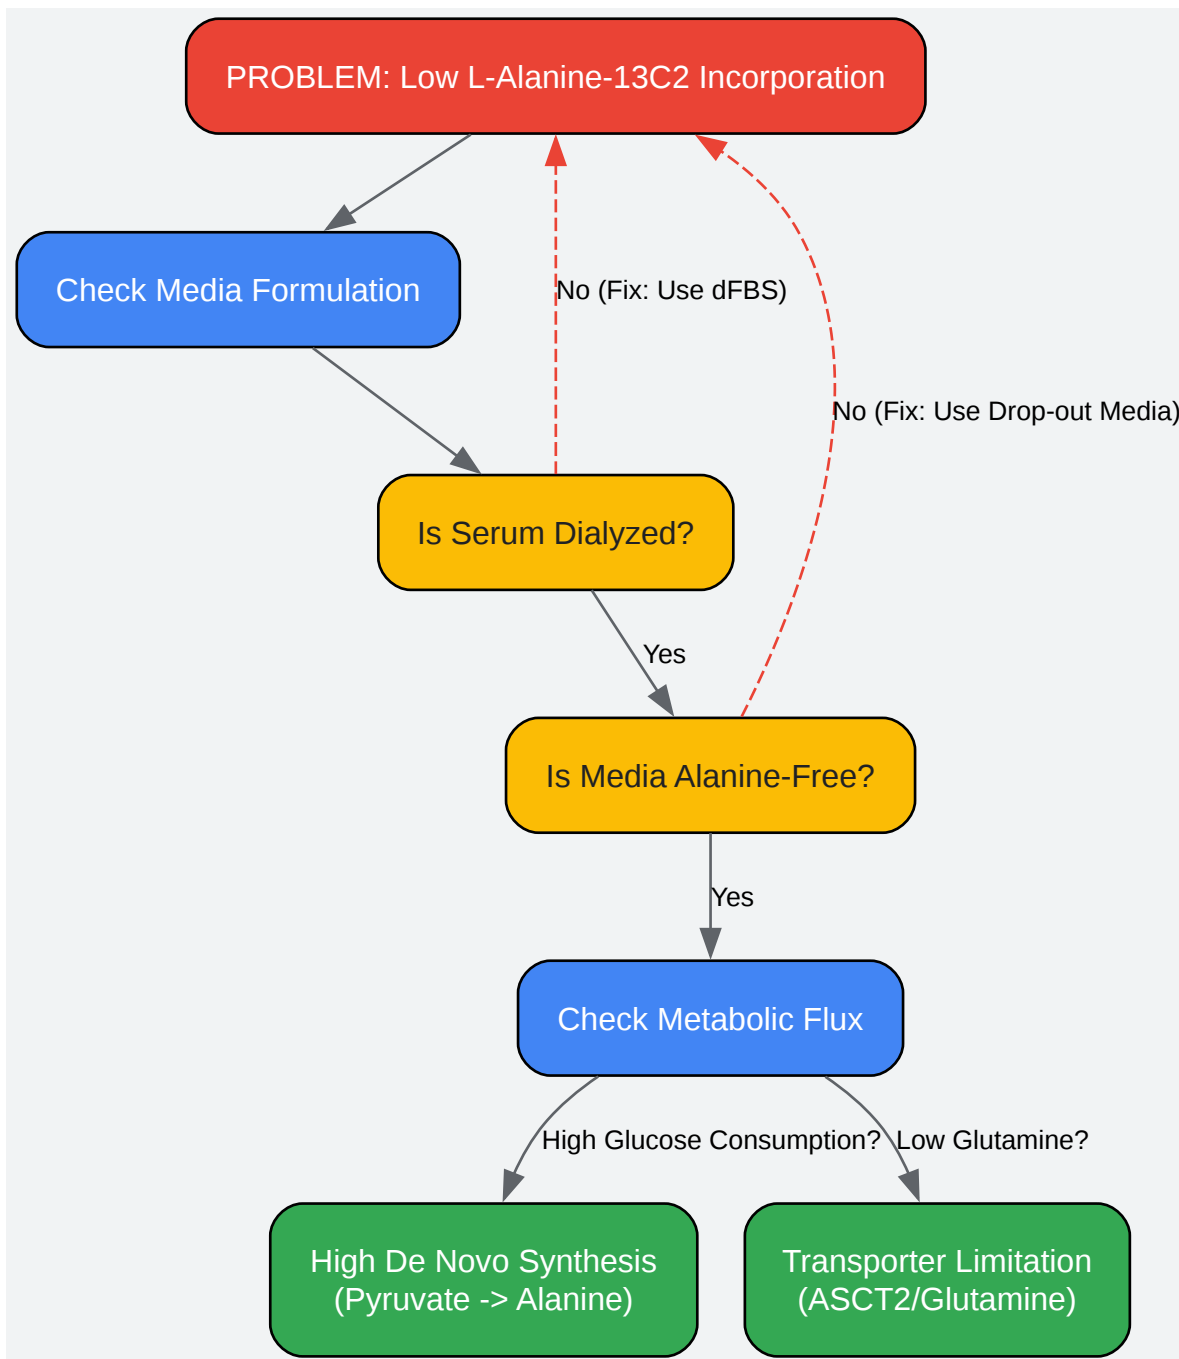 PROBLEM: Low L-Alanine-13C2 Incorporation
Check Media Formulation
No (Fix: Use dFBS)
No (Fix: Use Drop-out Media)
Is Serum Dialyzed?
Yes
Is Media Alanine-Free?
Yes
Check Metabolic Flux
High Glucose Consumption?
Low Glutamine?
High De Novo Synthesis
(Pyruvate -> Alanine)
Transporter Limitation
(ASCT2/Glutamine)